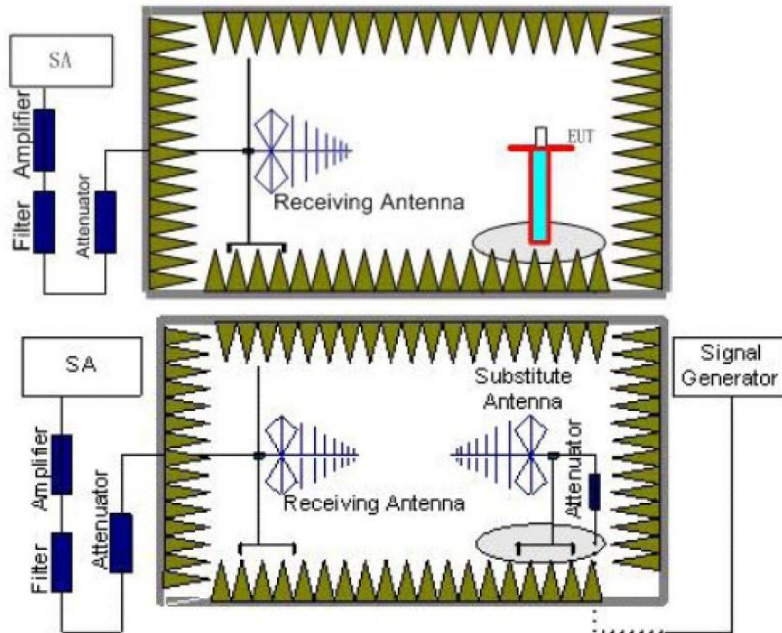 SA
Amplifier
Filter
Attenuator
EUT
Receiving Antenna
SA
Amplifier
Filter
Attenuator
Receiving Antenna
Substitute
Antenna
Attenuator
Signal
Generator